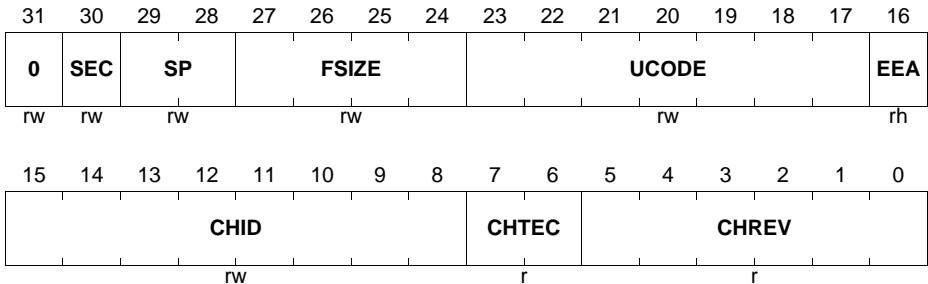 31 30 29 28 27 26 25 24 23 22 21 20 19 18 17 16
0 SEC SP FSIZE UCODE EEA
rw rw rw rw rw rh
15 14 13 12 11 10 9 8 7 6 5 4 3 2 1 0
CHID CHTEC CHREV
rw r r